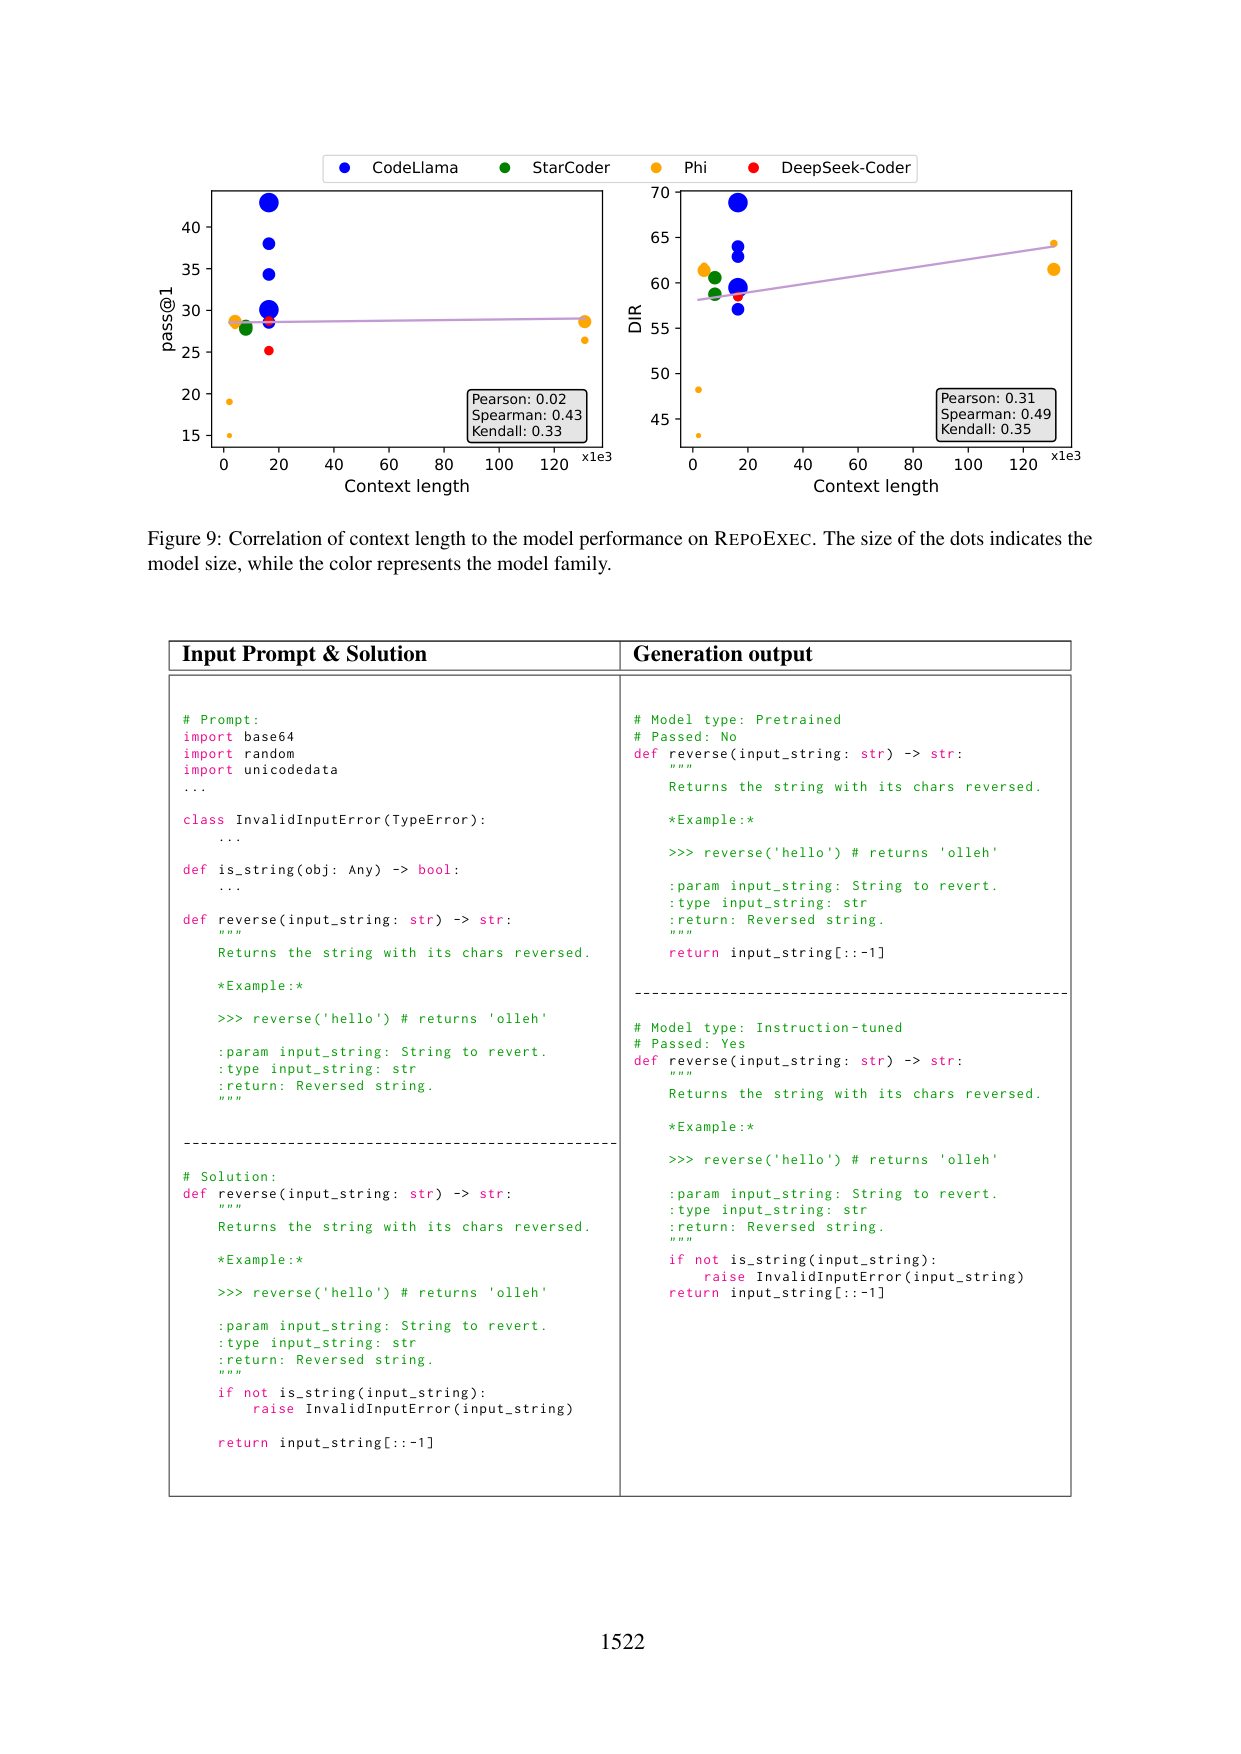 CodeLlama StarCoder Phi DeepSeek-Coder
pass@1
40
35
30
25
20
15
Pearson: 0.02
Spearman: 0.43
Kendall: 0.33
0 20 40 60 80 100 120 x1e3
Context length
DIR
70
65
60
55
50
45
Pearson: 0.31
Spearman: 0.49
Kendall: 0.35
0 20 40 60 80 100 120 x1e3
Context length
Figure 9: Correlation of context length to the model performance on REPOEXEC. The size of the dots indicates the
model size, while the color represents the model family.
Input Prompt & Solution
# Prompt:
import base64
import random
import unicodedata
...
class InvalidInputError(TypeError):
    ...
def is_string(obj: Any) -> bool:
    ...
def reverse(input_string: str) -> str:
    """
    Returns the string with its chars reversed.
    *Example:*
    >>> reverse('hello') # returns 'olleh'
    :param input_string: String to revert.
    :type input_string: str
    :return: Reversed string.
    """
--------------------------------------------------
# Solution:
def reverse(input_string: str) -> str:
    """
    Returns the string with its chars reversed.
    *Example:*
    >>> reverse('hello') # returns 'olleh'
    :param input_string: String to revert.
    :type input_string: str
    :return: Reversed string.
    """
    if not is_string(input_string):
        raise InvalidInputError(input_string)
    return input_string[::-1]
Generation output
# Model type: Pretrained
# Passed: No
def reverse(input_string: str) -> str:
    """
    Returns the string with its chars reversed.
    *Example:*
    >>> reverse('hello') # returns 'olleh'
    :param input_string: String to revert.
    :type input_string: str
    :return: Reversed string.
    """
    return input_string[::-1]
--------------------------------------------------
# Model type: Instruction-tuned
# Passed: Yes
def reverse(input_string: str) -> str:
    """
    Returns the string with its chars reversed.
    *Example:*
    >>> reverse('hello') # returns 'olleh'
    :param input_string: String to revert.
    :type input_string: str
    :return: Reversed string.
    """
    if not is_string(input_string):
        raise InvalidInputError(input_string)
    return input_string[::-1]
1522